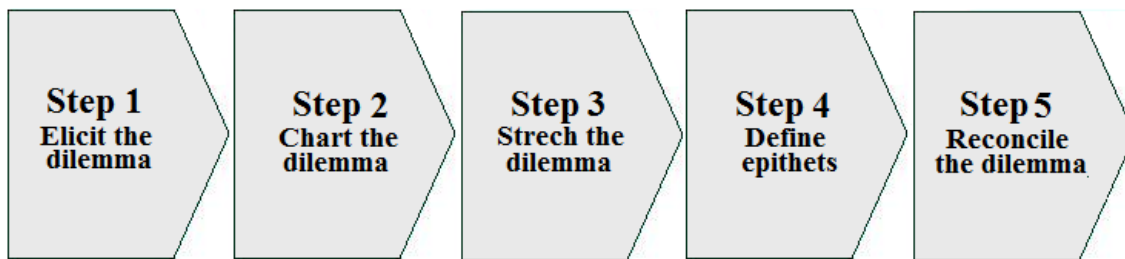 Step 1
Elicit the
dilemma
Step 2
Chart the
dilemma
Step 3
Strech the
dilemma
Step 4
Define
epithets
Step 5
Reconcile
the dilemma